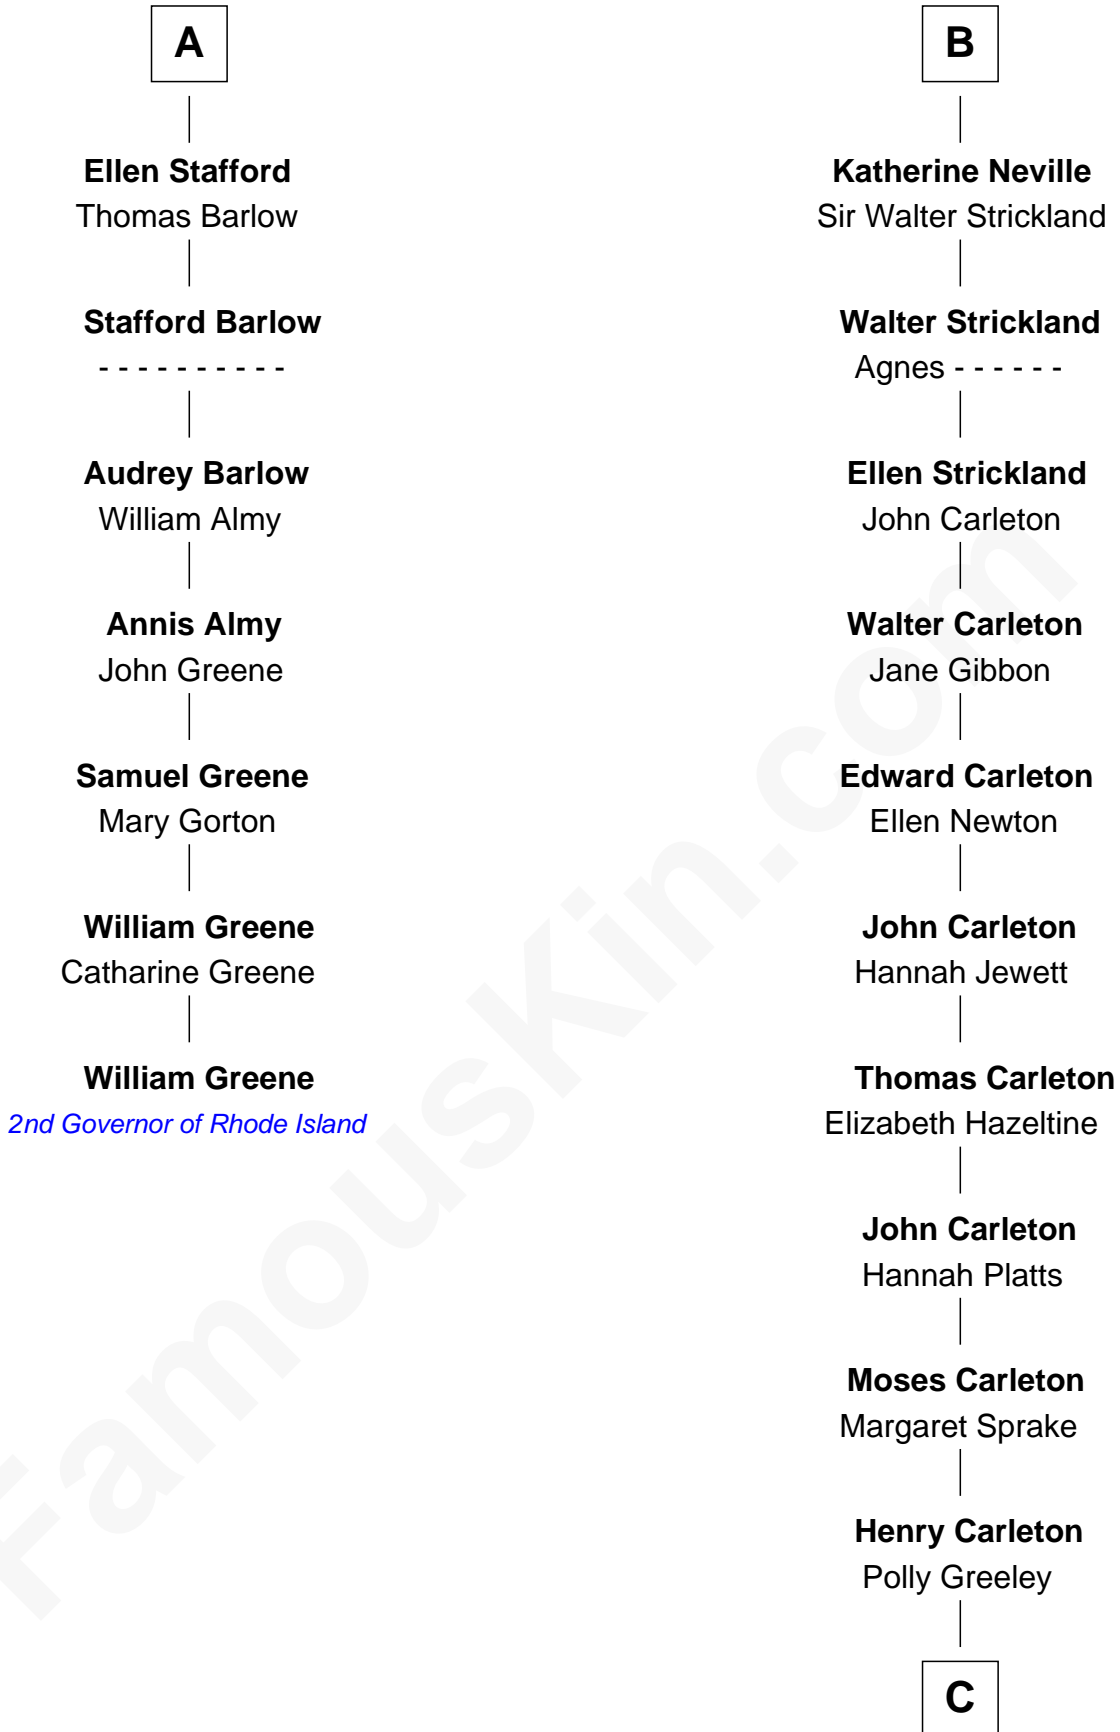 A
Ellen Stafford
Thomas Barlow
Stafford Barlow
- - - - - - - - - -
Audrey Barlow
William Almy
Annis Almy
John Greene
Samuel Greene
Mary Gorton
William Greene
Catharine Greene
William Greene
2nd Governor of Rhode Island
B
Katherine Neville
Sir Walter Strickland
Walter Strickland
Agnes - - - - - -
Ellen Strickland
John Carleton
Walter Carleton
Jane Gibbon
Edward Carleton
Ellen Newton
John Carleton
Hannah Jewett
Thomas Carleton
Elizabeth Hazeltine
John Carleton
Hannah Platts
Moses Carleton
Margaret Sprake
Henry Carleton
Polly Greeley
C
FamousKin.com